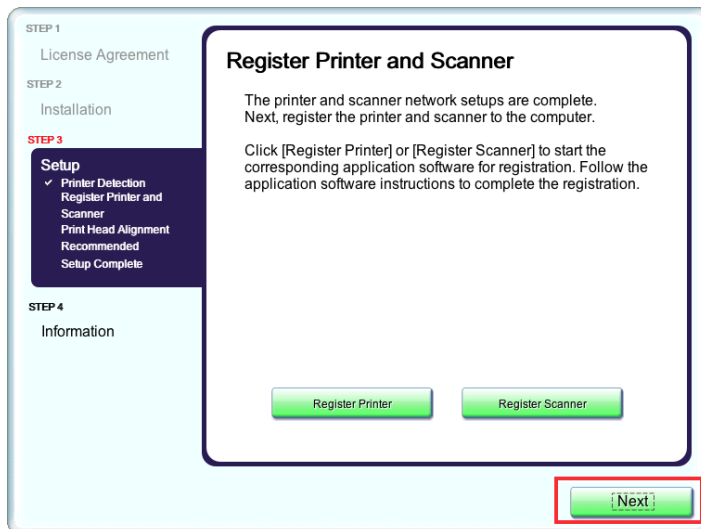 STEP 1
License Agreement
STEP 2
Installation
STEP 3
Setup
✓ Printer Detection
Register Printer and
Scanner
Print Head Alignment
Recommended
Setup Complete
STEP 4
Information
Register Printer and Scanner
The printer and scanner network setups are complete.
Next, register the printer and scanner to the computer.
Click [Register Printer] or [Register Scanner] to start the
corresponding application software for registration. Follow the
application software instructions to complete the registration.
Register Printer
Register Scanner
Next